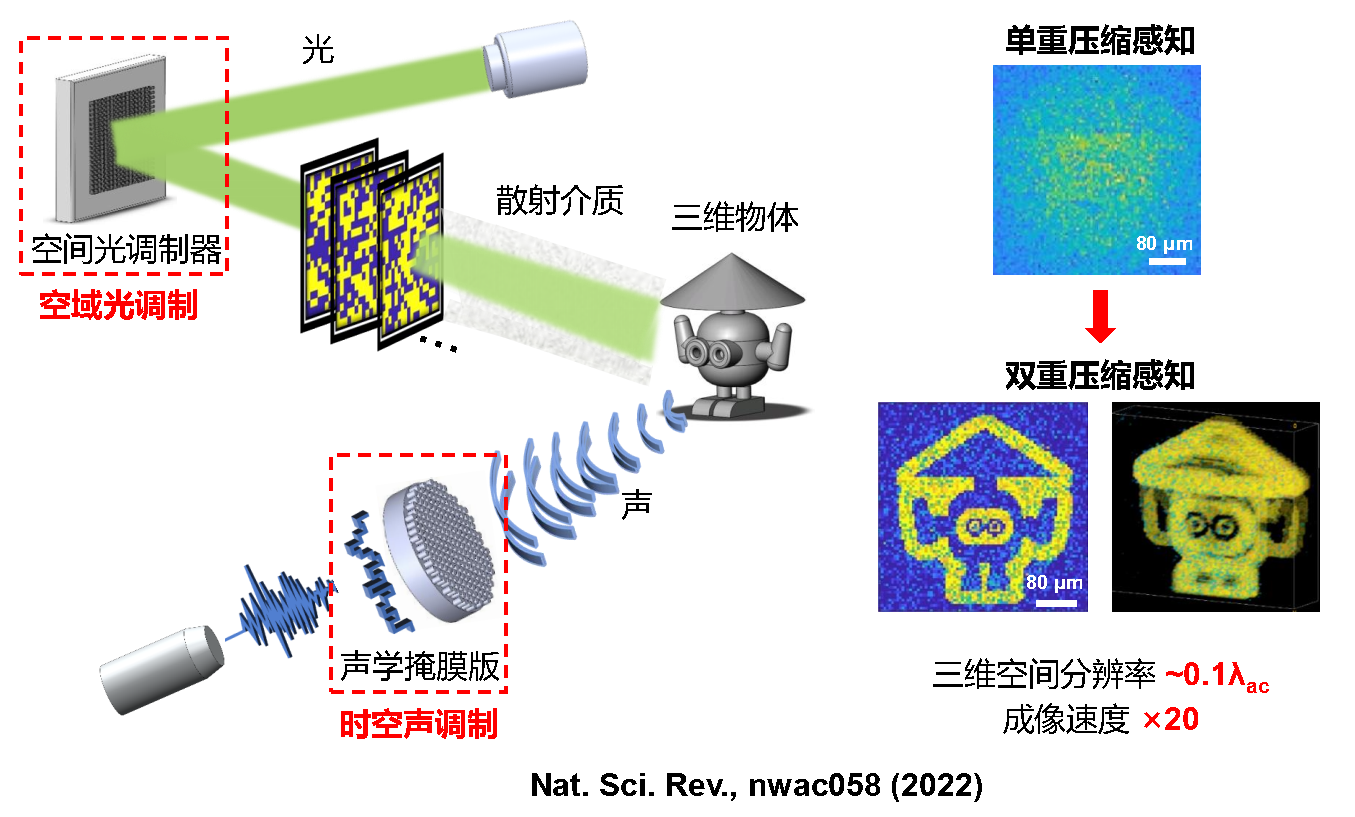 光
空间光调制器
空域光调制
散射介质
三维物体
...
声
声学掩膜版
时空声调制
单重压缩感知
80 μm
双重压缩感知
80 μm
三维空间分辨率 ~0.1λac
成像速度 ×20
Nat. Sci. Rev., nwac058 (2022)